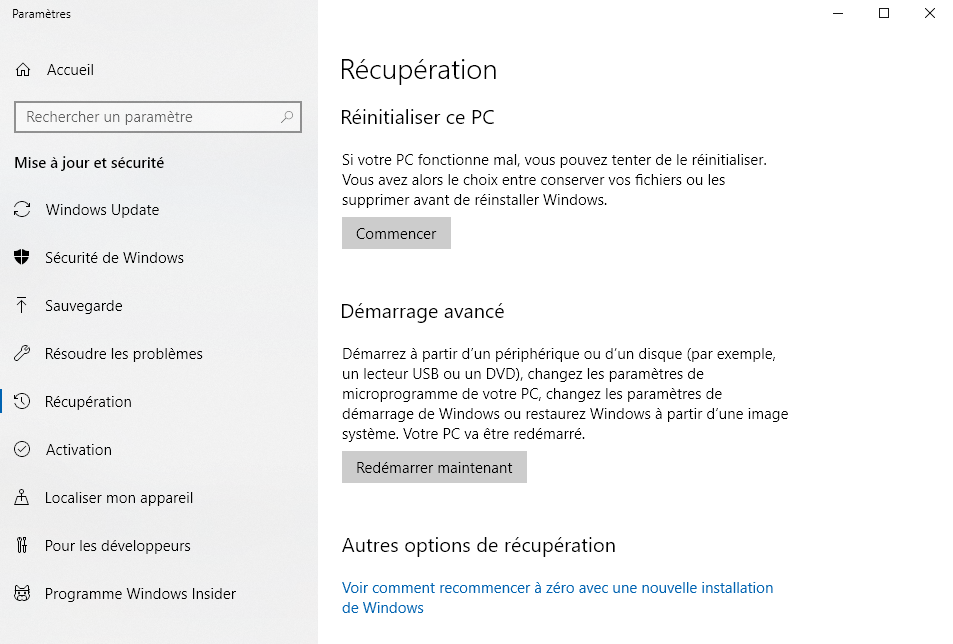 Paramètres
Accueil
Rechercher un paramètre
Mise à jour et sécurité
Windows Update
Sécurité de Windows
Sauvegarde
Résoudre les problèmes
Récupération
Activation
Localiser mon appareil
Pour les développeurs
Programme Windows Insider
Récupération
Réinitialiser ce PC
Si votre PC fonctionne mal, vous pouvez tenter de le réinitialiser.
Vous avez alors le choix entre conserver vos fichiers ou les
supprimer avant de réinstaller Windows.
Commencer
Démarrage avancé
Démarrez à partir d’un périphérique ou d’un disque (par exemple,
un lecteur USB ou un DVD), changez les paramètres de
microprogramme de votre PC, changez les paramètres de
démarrage de Windows ou restaurez Windows à partir d’une image
système. Votre PC va être redémarré.
Redémarrer maintenant
Autres options de récupération
Voir comment recommencer à zéro avec une nouvelle installation
de Windows